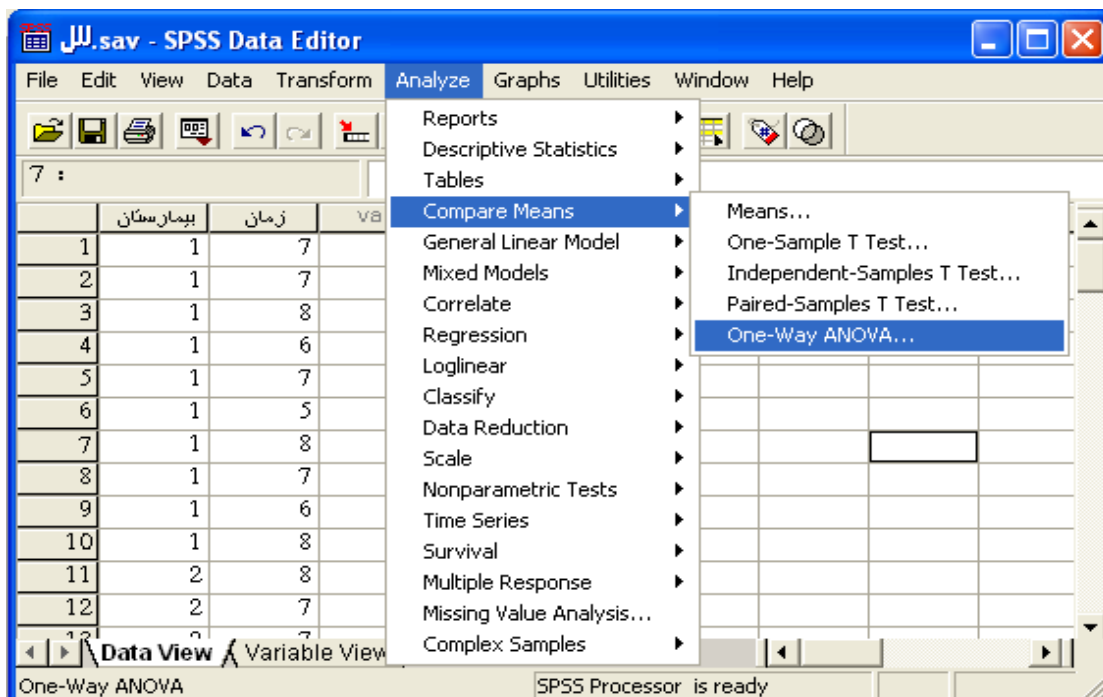 سل.sav - SPSS Data Editor
File Edit View Data Transform Analyze Graphs Utilities Window Help
7 :
بیمارستان زمان va
1 1 7
2 1 7
3 1 8
4 1 6
5 1 7
6 1 5
7 1 8
8 1 7
9 1 6
10 1 8
11 2 8
12 2 7
13 2 7
Reports
Descriptive Statistics
Tables
Compare Means
General Linear Model
Mixed Models
Correlate
Regression
Loglinear
Classify
Data Reduction
Scale
Nonparametric Tests
Time Series
Survival
Multiple Response
Missing Value Analysis...
Complex Samples
Means...
One-Sample T Test...
Independent-Samples T Test...
Paired-Samples T Test...
One-Way ANOVA...
Data View Variable View
One-Way ANOVA SPSS Processor is ready